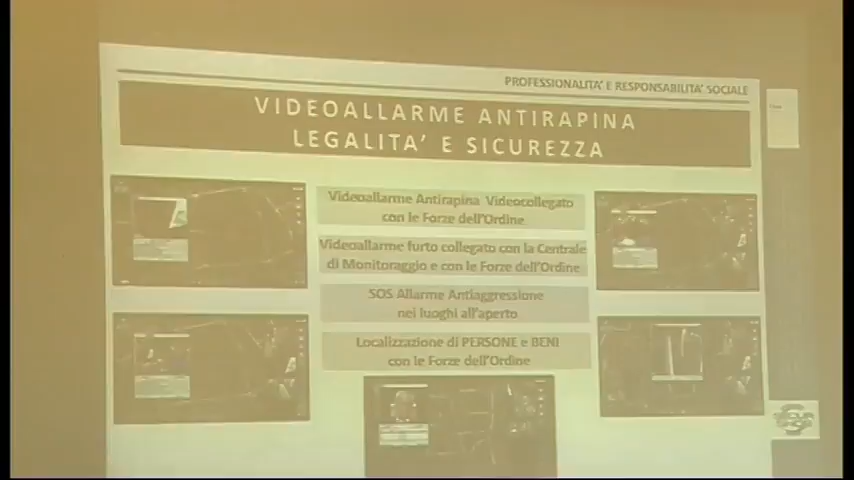 PROFESSIONALITA' E RESPONSABILITA' SOCIALE
VIDEOALLARME ANTIRAPINA
LEGALITA' E SICUREZZA
Videoallarme Antirapina Videocollegato
con le Forze dell'Ordine
Videoallarme furto collegato con la Centrale
di Monitoraggio e con le Forze dell'Ordine
SOS Allarme Antiaggressione
nei luoghi all'aperto
Localizzazione di PERSONE e BENI
con le Forze dell'Ordine